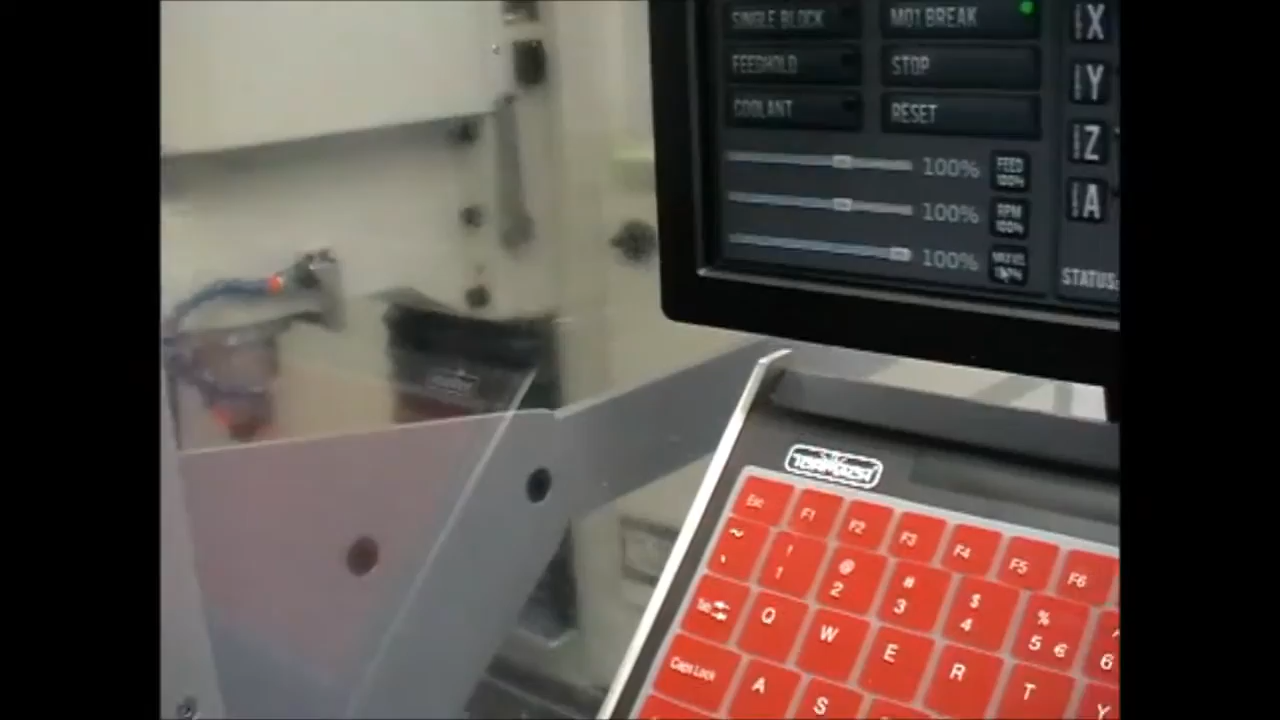 SINGLE BLOCK M01 BREAK
FEEDHOLD STOP
COOLANT RESET
100% FEED 100%
100% RPM 100%
100%
X
Y
Z
A
STATUS:
TORMACH
Esc F1 F2 F3 F4 F5 F6
~ ` ! 1 @ 2 # 3 $ 4 % 5 € 6
Tab Q W E R T Y
Caps Lock A S